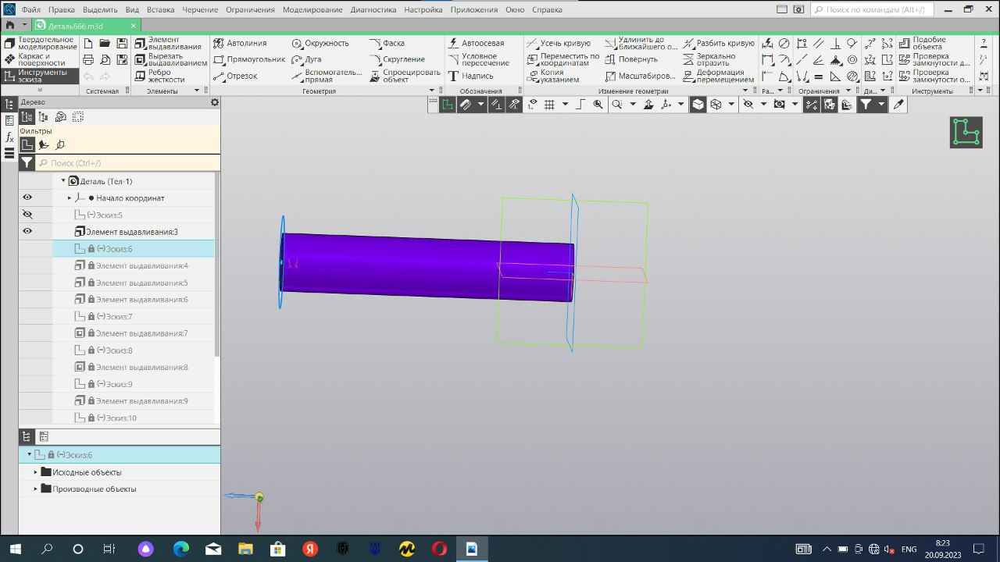 Файл Правка Выделить Вид Вставка Черчение Ограничения Моделирование Диагностика Настройка Приложения Окно Справка
Поиск по командам (Alt+/)
Деталь666.m3d
Твердотельное моделирование
Каркас и поверхности
Инструменты эскиза
Системная
Элемент выдавливания
Вырезать выдавливанием
Ребро жесткости
Элементы
Автолиния
Прямоугольник
Отрезок
Окружность
Дуга
Вспомогатель... прямая
Фаска
Скругление
Спроецировать объект
Геометрия
Автоосевая
Условное пересечение
Надпись
Обозначения
Усечь кривую
Переместить по координатам
Копия указанием
Удлинить до ближайшего о...
Повернуть
Масштабиров...
Разбить кривую
Зеркально отразить
Деформация перемещением
Изменение геометрии
Ра...
Ограничения
Ди...
Подобие объекта
Проверка замкнутости д...
Проверка замкнутости о...
Инструменты
Дерево
Фильтры
Поиск (Ctrl+/)
Деталь (Тел-1)
Начало координат
(-)Эскиз:5
Элемент выдавливания:3
(-)Эскиз:6
Элемент выдавливания:4
Элемент выдавливания:5
Элемент выдавливания:6
(-)Эскиз:7
Элемент выдавливания:7
(-)Эскиз:8
Элемент выдавливания:8
(-)Эскиз:9
Элемент выдавливания:9
(-)Эскиз:10
(-)Эскиз:6
Исходные объекты
Производные объекты
ENG
8:23
20.09.2023